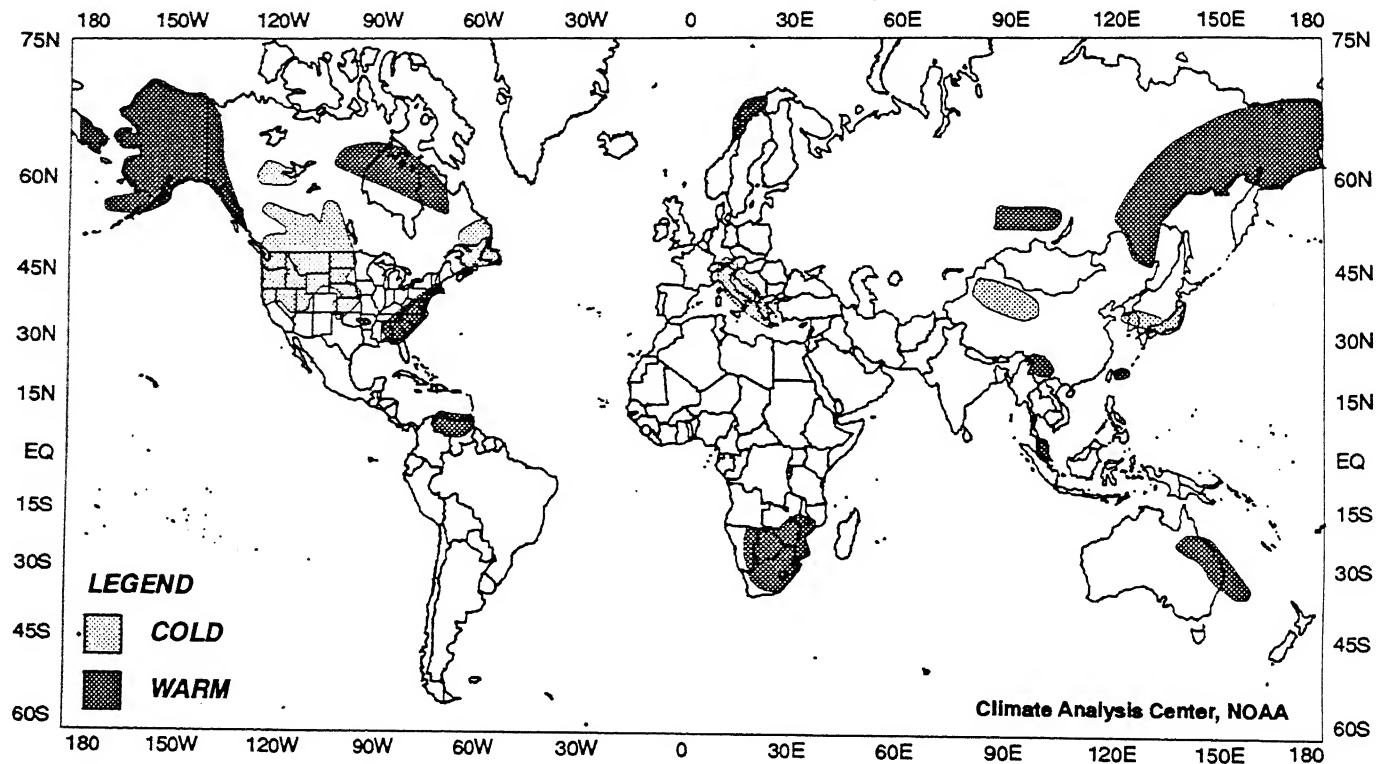 180 150W 120W 90W 60W 30W 0 30E 60E 90E 120E 150E 180
75N 75N
60N 60N
45N 45N
30N 30N
15N 15N
EQ EQ
15S 15S
30S 30S
LEGEND
COLD
45S 45S
WARM
Climate Analysis Center, NOAA
60S 60S
180 150W 120W 90W 60W 30W 0 30E 60E 90E 120E 150E 180